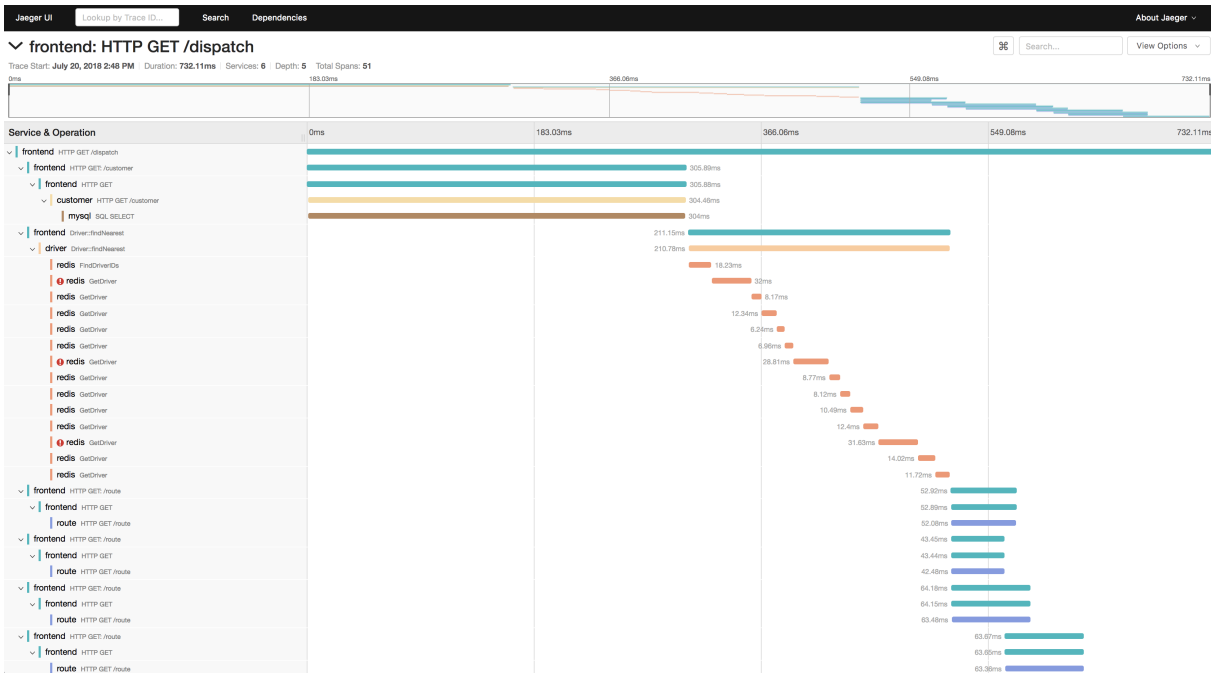 Jaeger UI Lookup by Trace ID... Search Dependencies About Jaeger
frontend: HTTP GET /dispatch ⌘ Search... View Options
Trace Start: July 20, 2018 2:48 PM Duration: 732.11ms Services: 6 Depth: 5 Total Spans: 51
0ms 183.03ms 366.06ms 549.08ms 732.11ms
Service & Operation 0ms 183.03ms 366.06ms 549.08ms 732.11ms
frontend HTTP GET /dispatch
frontend HTTP GET: /customer 305.89ms
frontend HTTP GET 305.88ms
customer HTTP GET /customer 304.46ms
mysql SQL SELECT 304ms
frontend Driver::findNearest 211.15ms
driver Driver::findNearest 210.78ms
redis FindDriverIDs 18.23ms
redis GetDriver 32ms
redis GetDriver 6.17ms
redis GetDriver 12.34ms
redis GetDriver 6.24ms
redis GetDriver 6.96ms
redis GetDriver 28.81ms
redis GetDriver 8.77ms
redis GetDriver 8.12ms
redis GetDriver 10.49ms
redis GetDriver 12.4ms
redis GetDriver 31.63ms
redis GetDriver 14.02ms
redis GetDriver 11.72ms
frontend HTTP GET: /route 52.92ms
frontend HTTP GET 52.89ms
route HTTP GET /route 52.08ms
frontend HTTP GET: /route 43.45ms
frontend HTTP GET 43.44ms
route HTTP GET /route 42.48ms
frontend HTTP GET: /route 64.18ms
frontend HTTP GET 64.15ms
route HTTP GET /route 63.48ms
frontend HTTP GET: /route 63.67ms
frontend HTTP GET 63.65ms
route HTTP GET /route 63.36ms